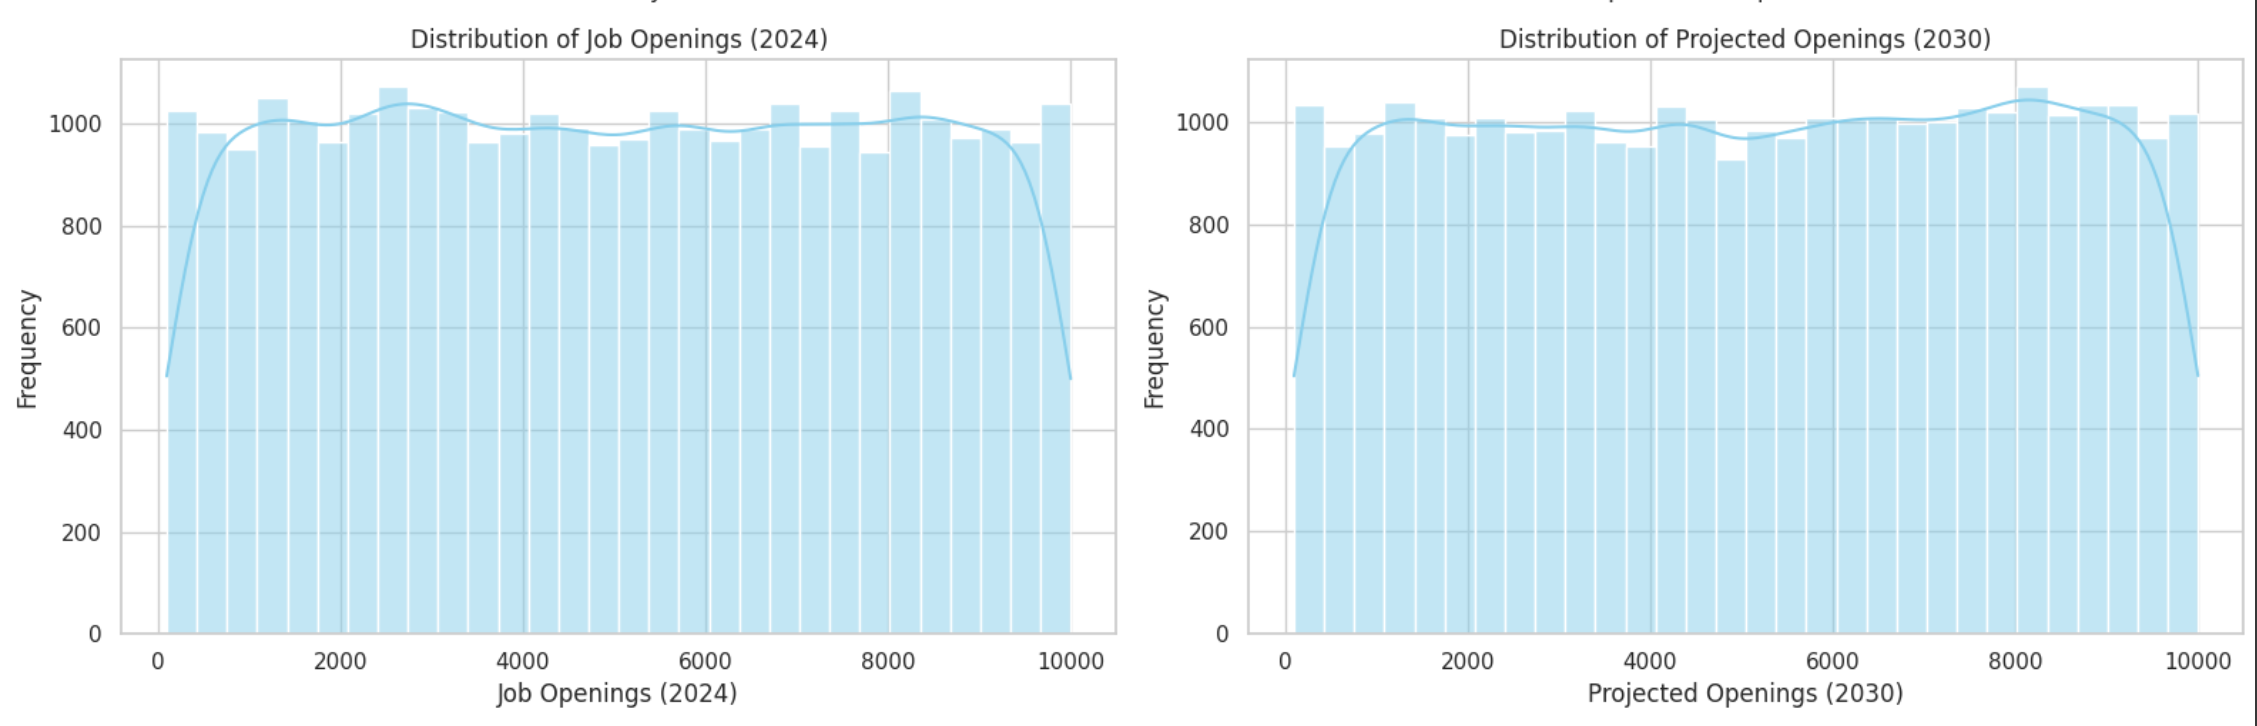 Distribution of Job Openings (2024)
1000
800
600
400
200
0
Frequency
0 2000 4000 6000 8000 10000
Job Openings (2024)
Distribution of Projected Openings (2030)
1000
800
600
400
200
0
Frequency
0 2000 4000 6000 8000 10000
Projected Openings (2030)